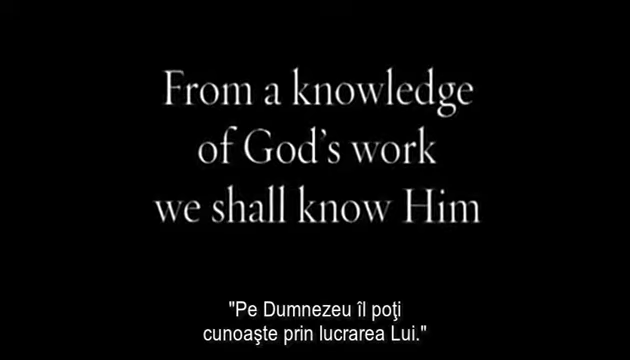 From a knowledge
of God's work
we shall know Him
"Pe Dumnezeu îl poţi
cunoaşte prin lucrarea Lui."